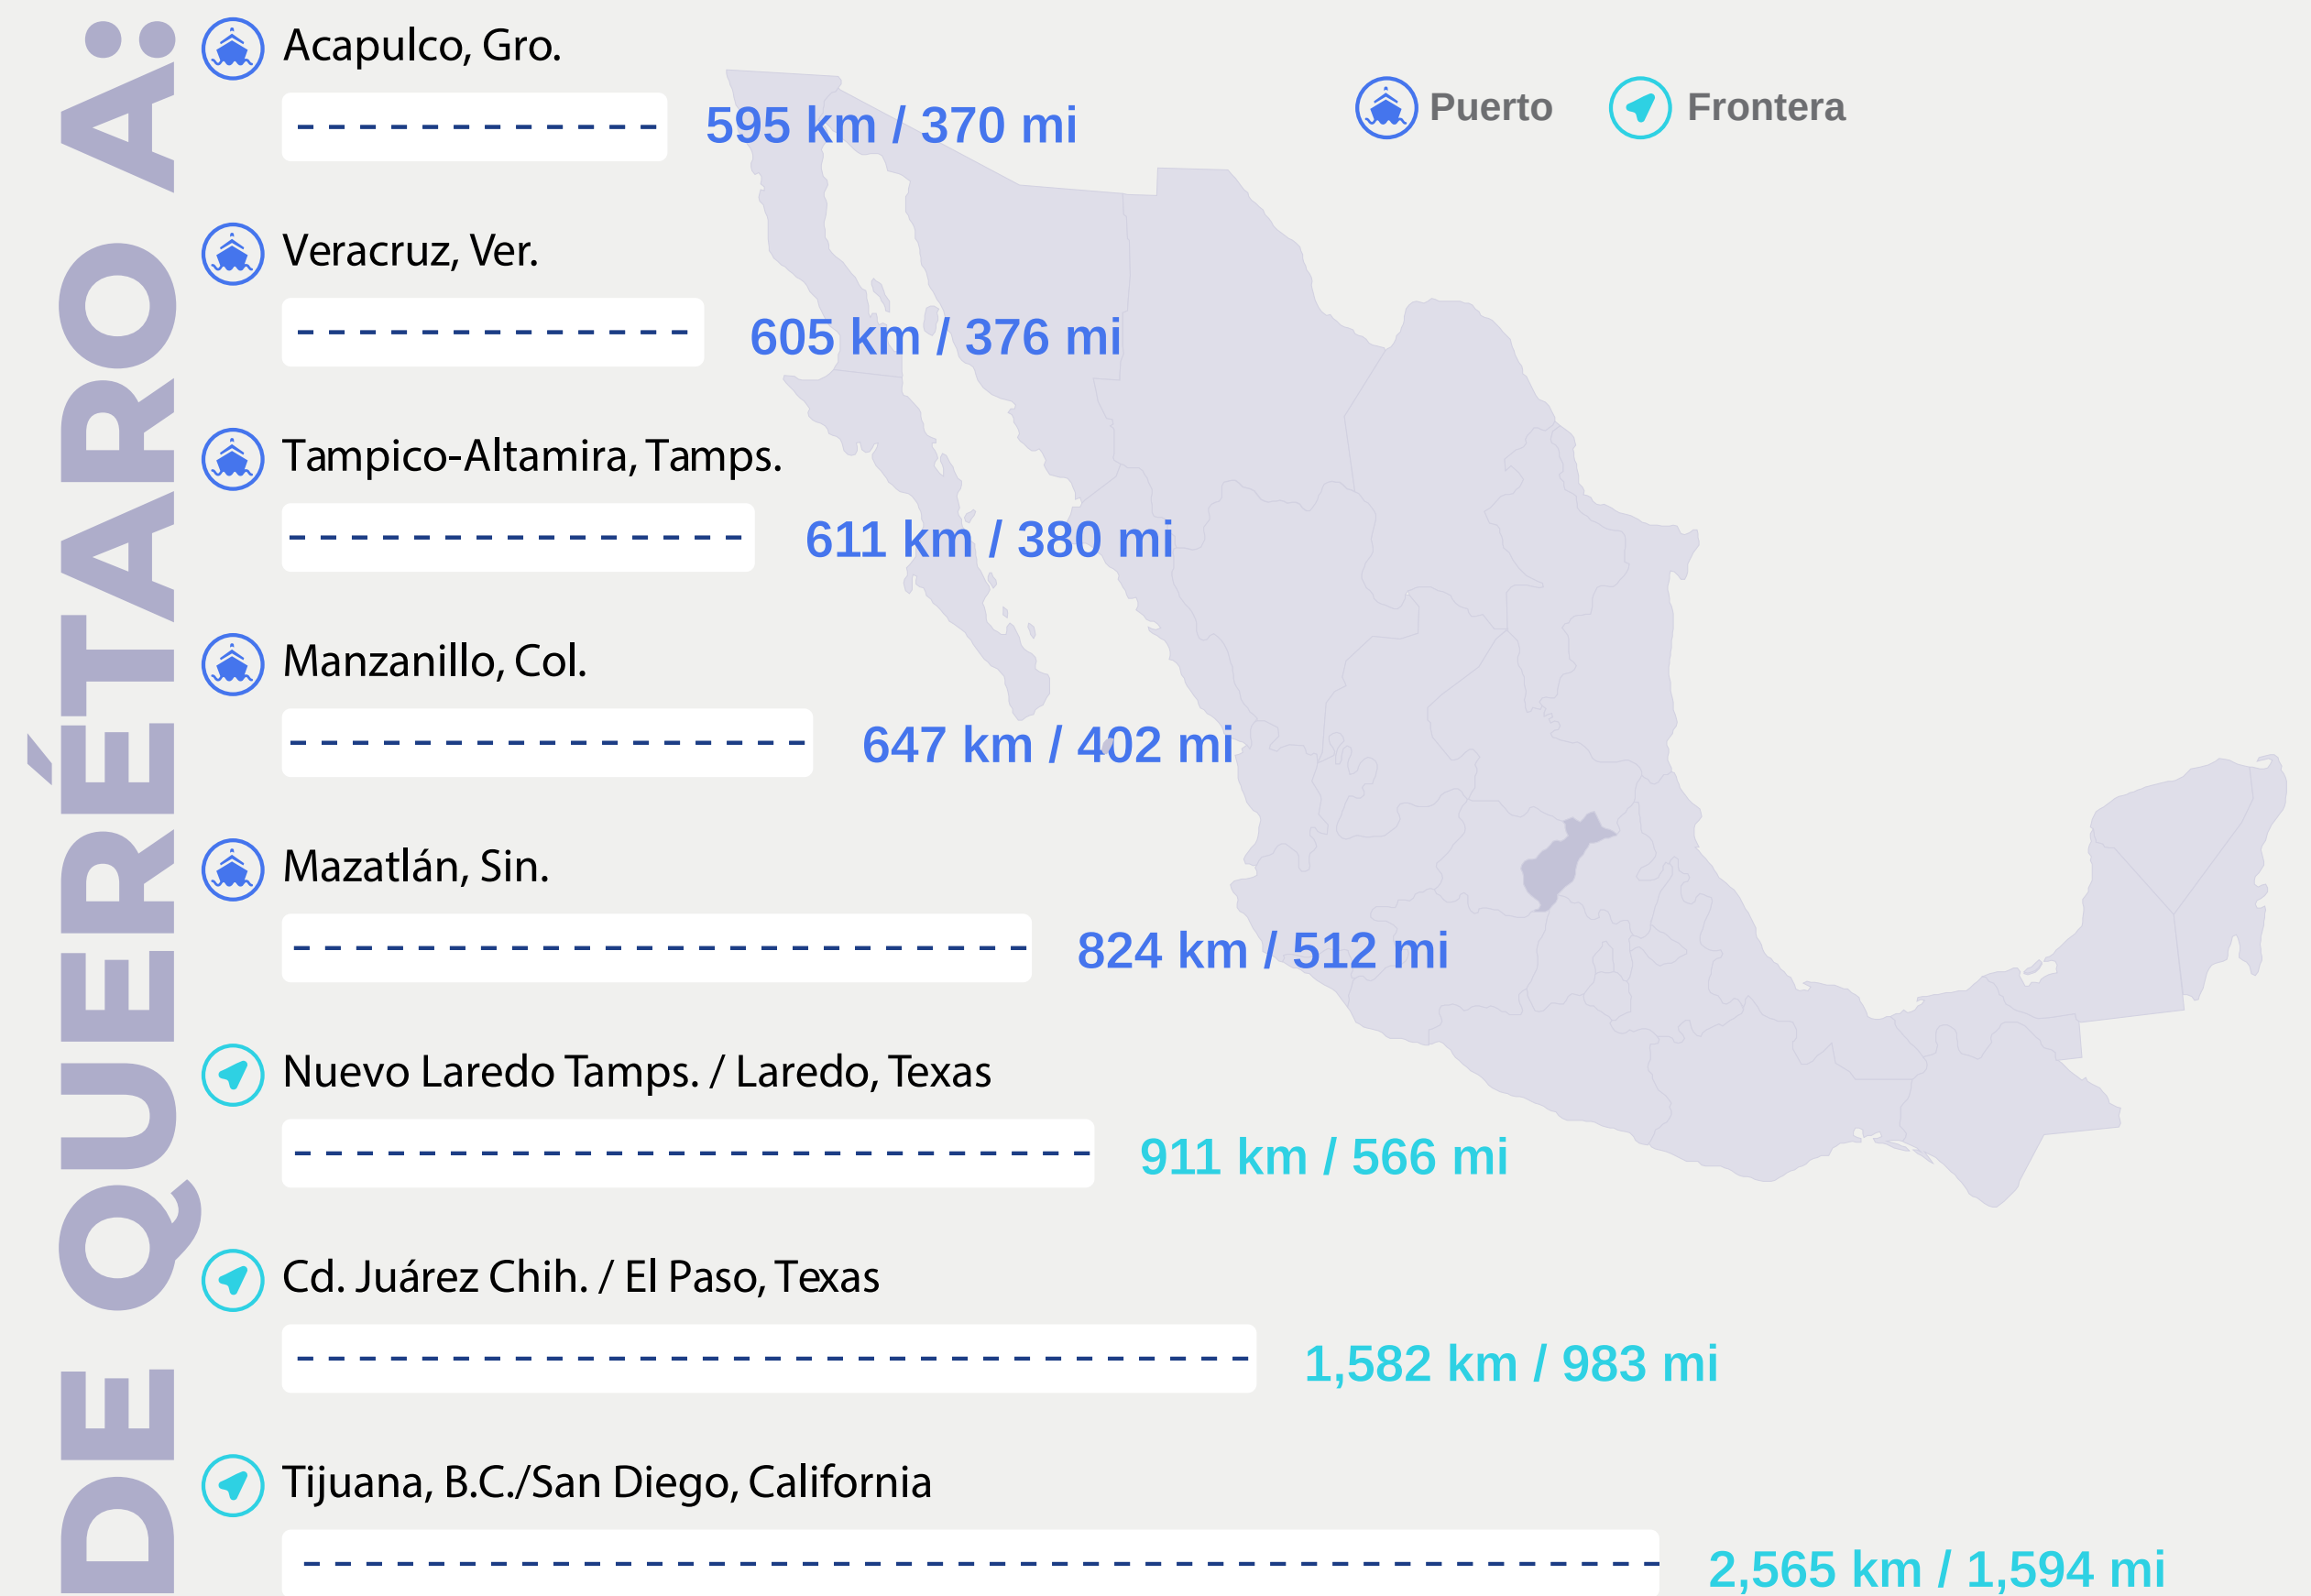 DE QUERÉTARO A:
Puerto
Frontera
Acapulco, Gro.
595 km / 370 mi
Veracruz, Ver.
605 km / 376 mi
Tampico-Altamira, Tamps.
611 km / 380 mi
Manzanillo, Col.
647 km / 402 mi
Mazatlán, Sin.
824 km / 512 mi
Nuevo Laredo Tamps. / Laredo, Texas
911 km / 566 mi
Cd. Juárez Chih. / El Paso, Texas
1,582 km / 983 mi
Tijuana, B.C./San Diego, California
2,565 km / 1,594 mi